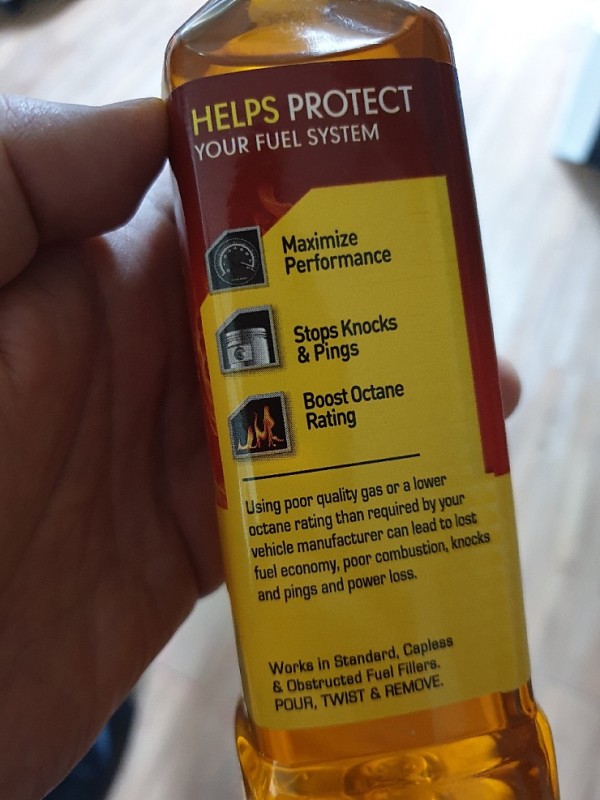 HELPS PROTECT
YOUR FUEL SYSTEM
Maximize
Performance
Stops Knocks
& Pings
Boost Octane
Rating
Using poor quality gas or a lower
octane rating than required by your
vehicle manufacturer can lead to lost
fuel economy, poor combustion, knocks
and pings and power loss.
Works in Standard, Capless
& Obstructed Fuel Fillers.
POUR, TWIST & REMOVE.